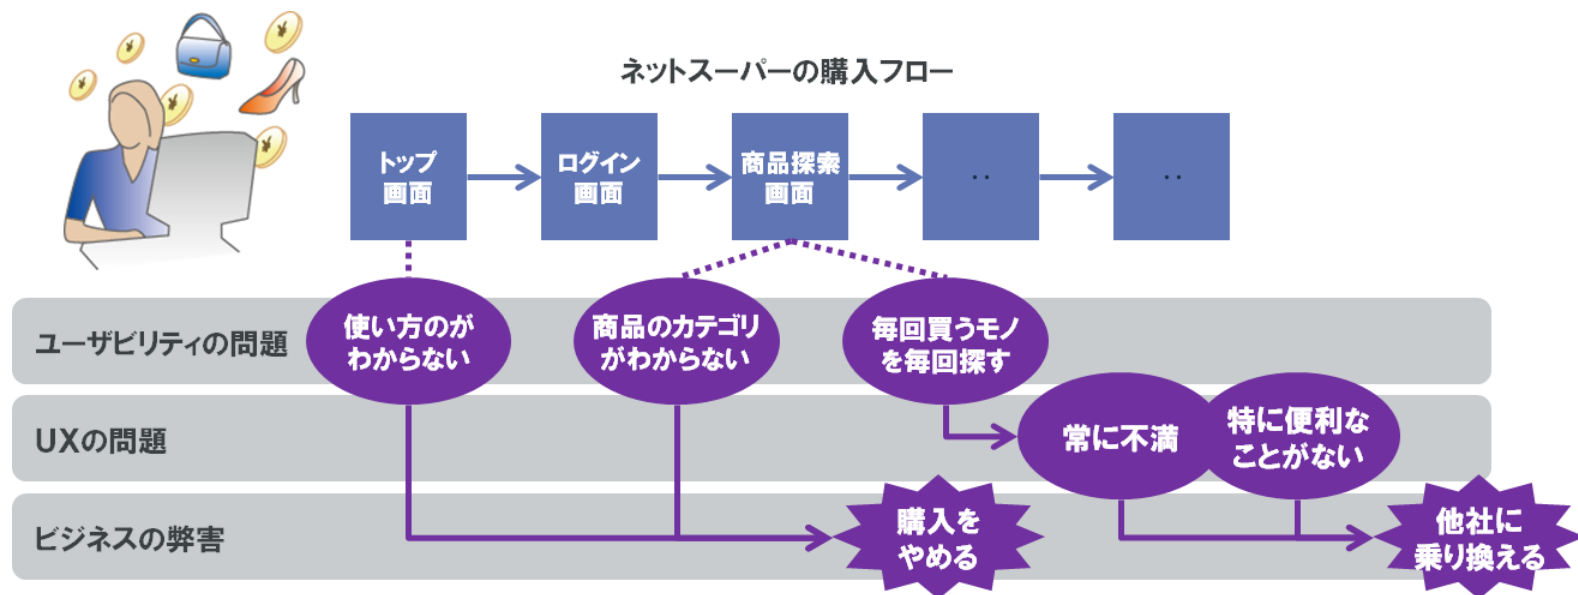 ネットスーパーの購入フロー
トップ
画面
ログイン
画面
商品探索
画面
‥
‥
ユーザビリティの問題
使い方のが
わからない
商品のカテゴリ
がわからない
毎回買うモノ
を毎回探す
UXの問題
常に不満
特に便利な
ことがない
ビジネスの弊害
購入を
やめる
他社に
乗り換える
¥
¥
¥
¥
¥